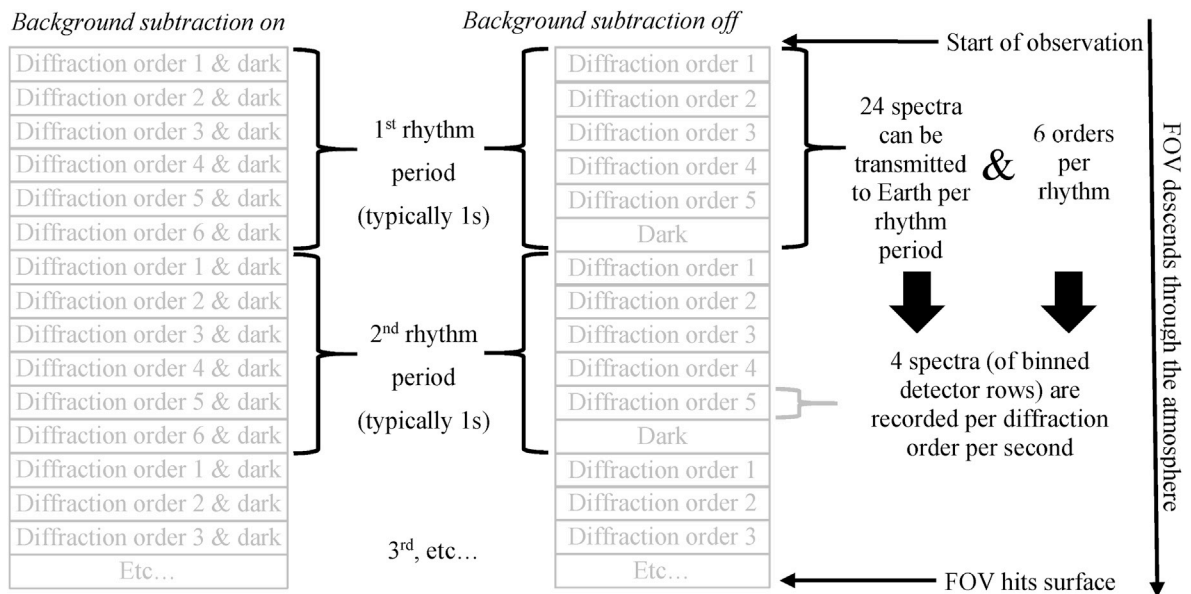 Background subtraction on
Diffraction order 1 & dark
Diffraction order 2 & dark
Diffraction order 3 & dark
Diffraction order 4 & dark
Diffraction order 5 & dark
Diffraction order 6 & dark
Diffraction order 1 & dark
Diffraction order 2 & dark
Diffraction order 3 & dark
Diffraction order 4 & dark
Diffraction order 5 & dark
Diffraction order 6 & dark
Diffraction order 1 & dark
Diffraction order 2 & dark
Diffraction order 3 & dark
Etc…
1st rhythm
period
(typically 1s)
2nd rhythm
period
(typically 1s)
3rd, etc…
Background subtraction off
Diffraction order 1
Diffraction order 2
Diffraction order 3
Diffraction order 4
Diffraction order 5
Dark
Diffraction order 1
Diffraction order 2
Diffraction order 3
Diffraction order 4
Diffraction order 5
Dark
Diffraction order 1
Diffraction order 2
Diffraction order 3
Etc…
Start of observation
24 spectra
can be
transmitted
to Earth per
rhythm
period
&
6 orders
per
rhythm
4 spectra (of binned
detector rows) are
recorded per diffraction
order per second
FOV hits surface
FOV descends through the atmosphere